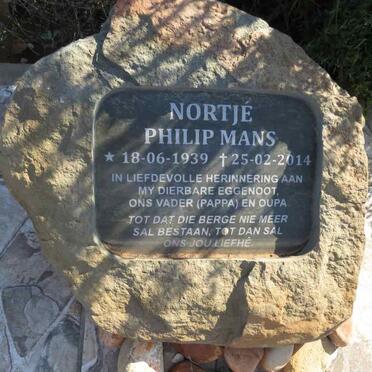 NORTJÉ
PHILIP MANS
★ 18-06-1939 † 25-02-2014
IN LIEFDEVOLLE HERINNERING AAN
MY DIERBARE EGGENOOT,
ONS VADER (PAPPA) EN OUPA
TOT DAT DIE BERGE NIE MEER
SAL BESTAAN, TOT DAN SAL
ONS JOU LIEFHÉ.